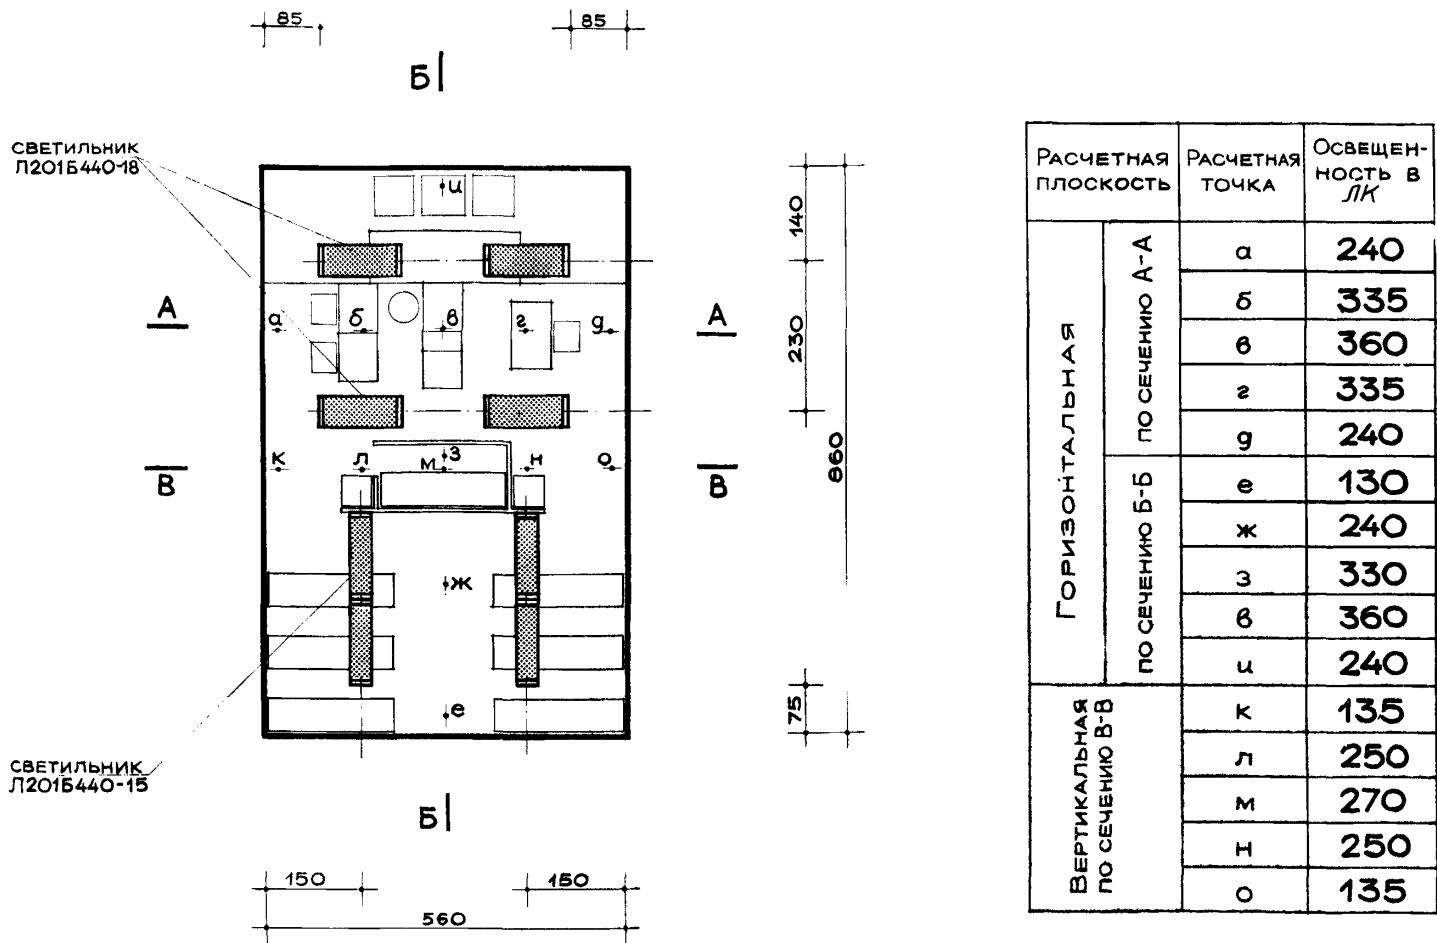 85
85
Б
СВЕТИЛЬНИК
Л201Б440-18
и
140
А
а
б
в
г
д
А
230
860
к
л
м
з
н
о
В
В
ж
е
75
СВЕТИЛЬНИК
Л201Б440-15
Б
150
150
560
РАСЧЕТНАЯ ПЛОСКОСТЬ
РАСЧЕТНАЯ ТОЧКА
ОСВЕЩЕН-
НОСТЬ В
ЛК
ГОРИЗОНТАЛЬНАЯ
ПО СЕЧЕНИЮ А-А
а 240
б 335
в 360
г 335
д 240
ПО СЕЧЕНИЮ Б-Б
е 130
ж 240
з 330
в 360
и 240
ВЕРТИКАЛЬНАЯ
ПО СЕЧЕНИЮ В-В
к 135
л 250
м 270
н 250
о 135